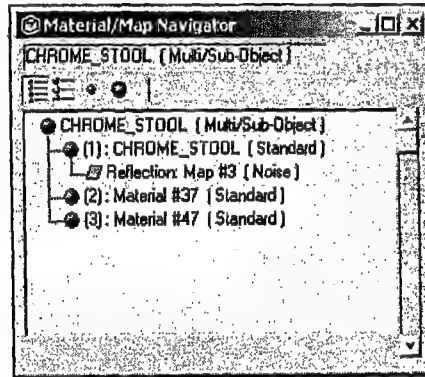 Material/Map Navigator
CHROME_STOOL ( Multi/Sub-Object )
CHROME_STOOL ( Multi/Sub-Object )
(1) : CHROME_STOOL ( Standard )
Reflection: Map #3 ( Noise )
(2) : Material #37 ( Standard )
(3) : Material #47 ( Standard )